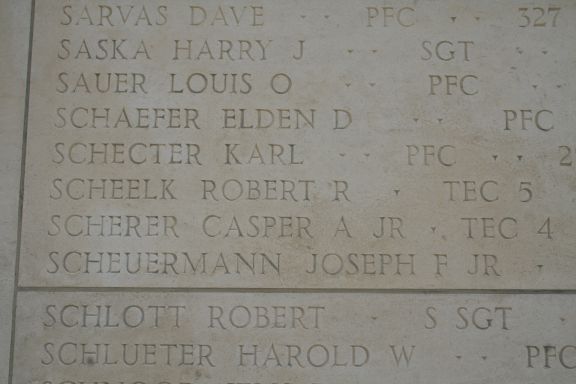 SARVAS DAVE · · PFC · · 327
SASKA HARRY J · · SGT · ·
SAUER LOUIS O · · PFC · ·
SCHAEFER ELDEN D · · PFC
SCHECTER KARL · · PFC · · 2
SCHEELK ROBERT R · TEC 5
SCHERER CASPER A JR · TEC 4
SCHEUERMANN JOSEPH F JR ·
SCHLOTT ROBERT · S SGT ·
SCHLUETER HAROLD W · · PFC